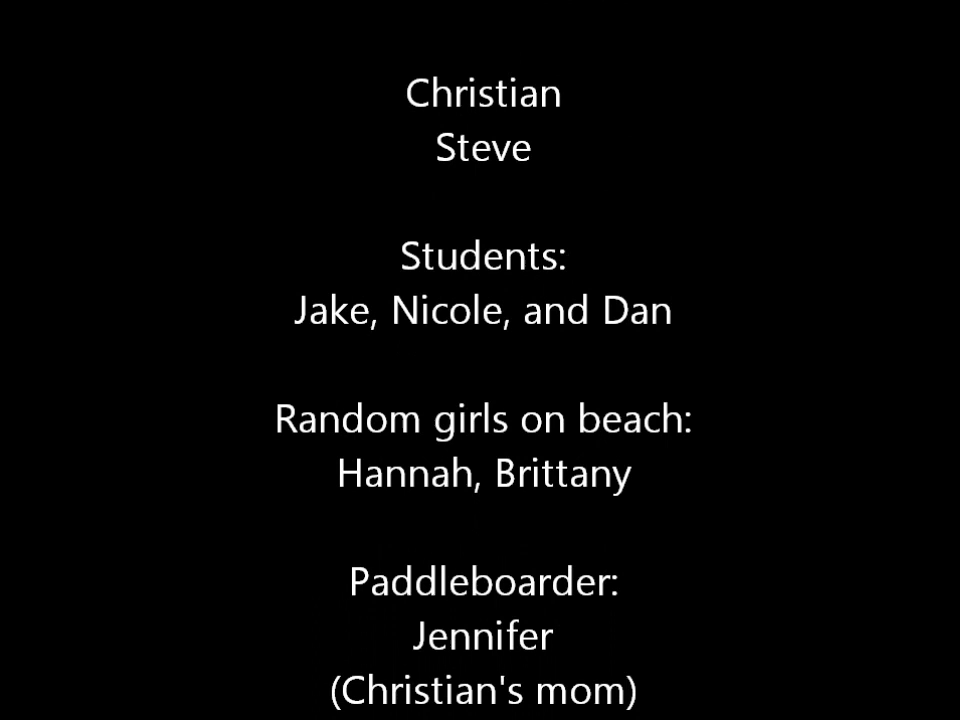 Christian
Steve
Students:
Jake, Nicole, and Dan
Random girls on beach:
Hannah, Brittany
Paddleboarder:
Jennifer
(Christian's mom)